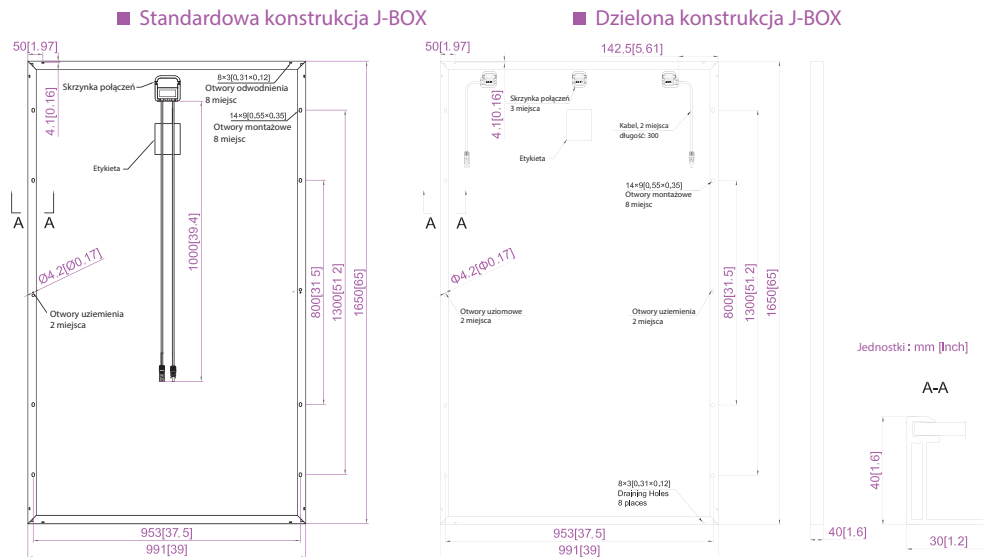 Standardowa konstrukcja J-BOX
50[1.97]
4.1[0.16]
Skrzynka połączeń
8×3[0,31×0,12]
Otwory odwodnienia
8 miejsc
14×9[0,55×0,35]
Otwory montażowe
8 miejsc
Etykieta
A A
1000[39.4]
Ø4.2[Ø0.17]
Otwory uziemienia
2 miejsca
800[31.5]
1300[51.2]
1650[65]
953[37.5]
991[39]
Dzielona konstrukcja J-BOX
50[1.97]
142.5[5.61]
4.1[0.16]
Skrzynka połączeń
3 miejsca
Kabel, 2 miejsca
długość: 300
Etykieta
14×9[0,55×0,35]
Otwory montażowe
8 miejsc
A A
Φ4.2[Φ0.17]
Otwory uziomowe
2 miejsca
Otwory uziemienia
2 miejsca
800[31.5]
1300[51.2]
1650[65]
8×3[0,31×0,12]
Draining Holes
8 places
953[37.5]
991[39]
40[1.6]
Jednostki : mm [Inch]
A-A
40[1.6]
30[1.2]